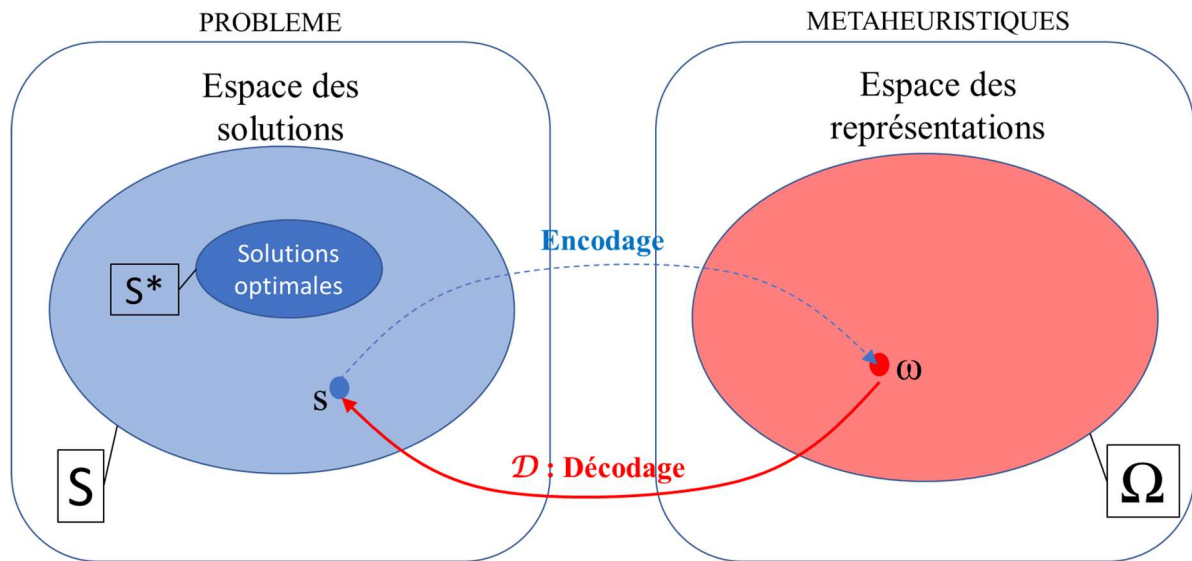 PROBLEME
METAHEURISTIQUES
Espace des
solutions
Espace des
représentations
Solutions
optimales
S*
Encodage
s
ω
𝒟 : Décodage
S
Ω